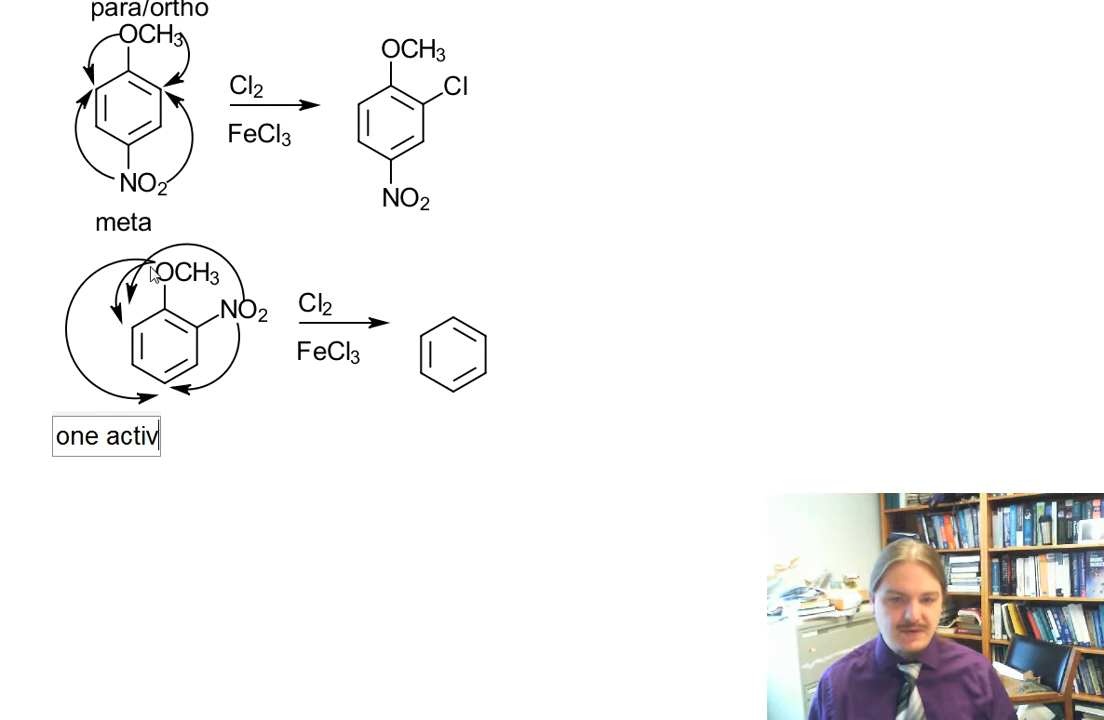 para/ortho
OCH3
Cl2
FeCl3
NO2
OCH3
Cl
NO2
meta
OCH3
NO2
Cl2
FeCl3
one activ